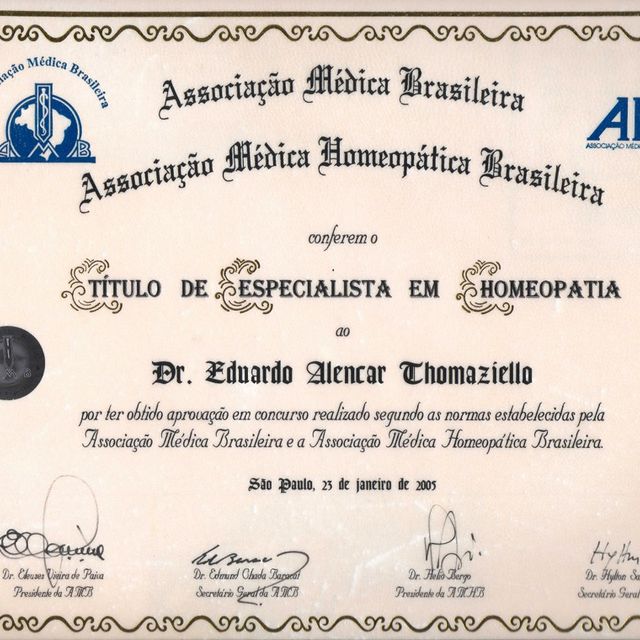 Médica Brasileira
AMB
ASSOCIAÇÃO
Associação Médica Brasileira
Associação Médica Homeopática Brasileira
conferem o
TÍTULO DE ESPECIALISTA EM HOMEOPATIA
ao
Dr. Eduardo Alencar Thomaziello
por ter obtido aprovação em concurso realizado segundo as normas estabelecidas pela
Associação Médica Brasileira e a Associação Médica Homeopática Brasileira.
São Paulo, 23 de janeiro de 2005
Dr. Eleuses Vieira de Paiva
Presidente da AMB
Dr. Edmund Chada Baracat
Secretário Geral da AMB
Dr. Hélio Bergo
Presidente da AMHB
Dr. Hylton
Secretário Geral